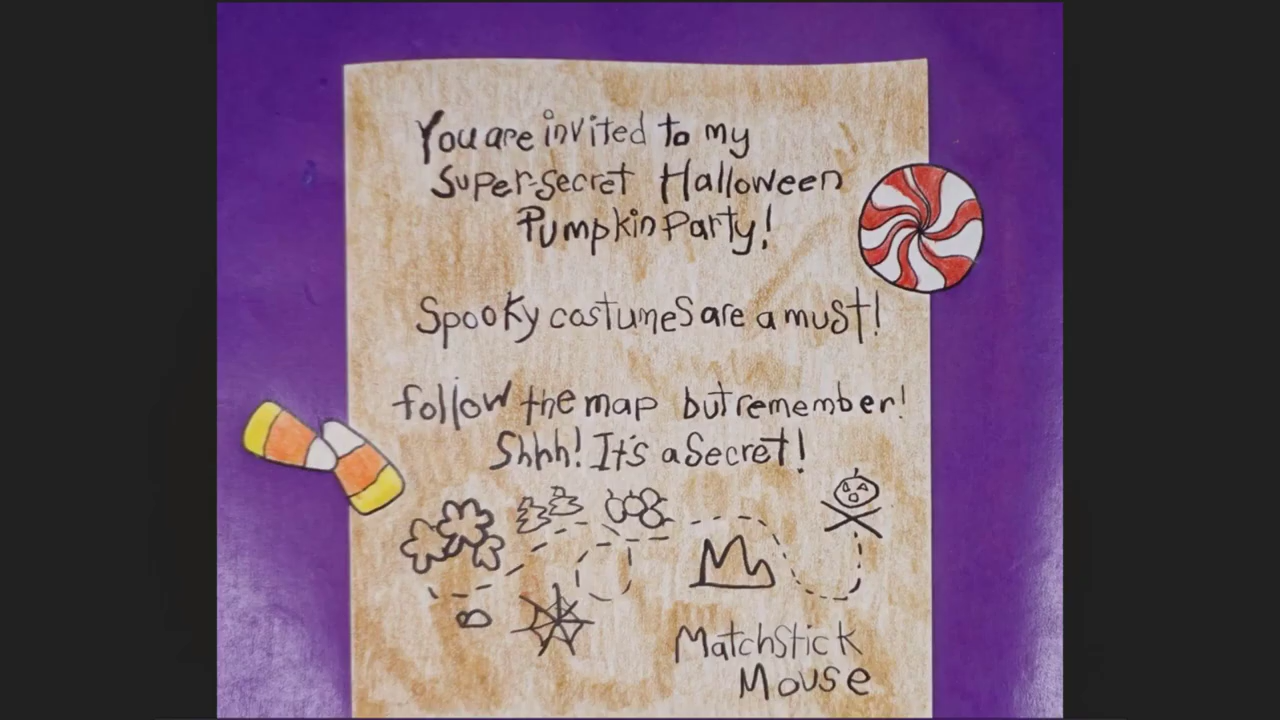 You are invited to my
Super-Secret Halloween
Pumpkin Party!
Spooky costumes are a must!
follow the map but remember!
Shhh! It's a Secret!
Matchstick
Mouse